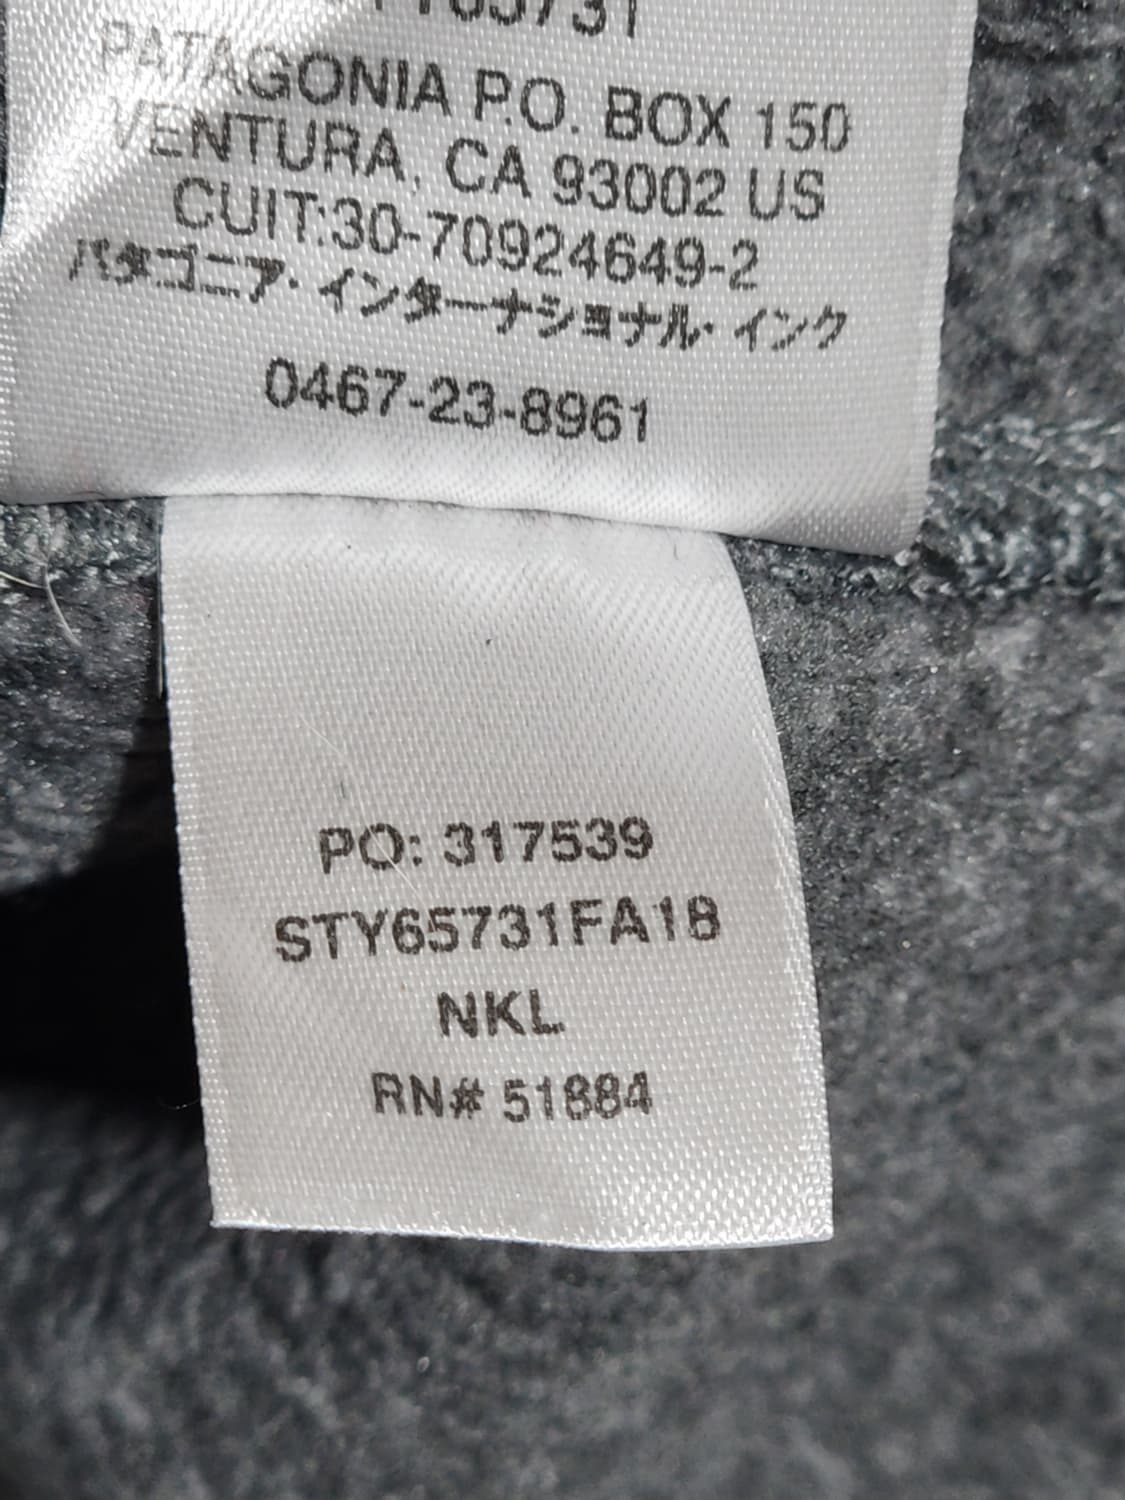 PATAGONIA P.O. BOX 150
VENTURA, CA 93002 US
CUIT:30-70924649-2
パタゴニア・インターナショナル・インク
0467-23-8961
PO: 317539
STY65731FA18
NKL
RN# 51884